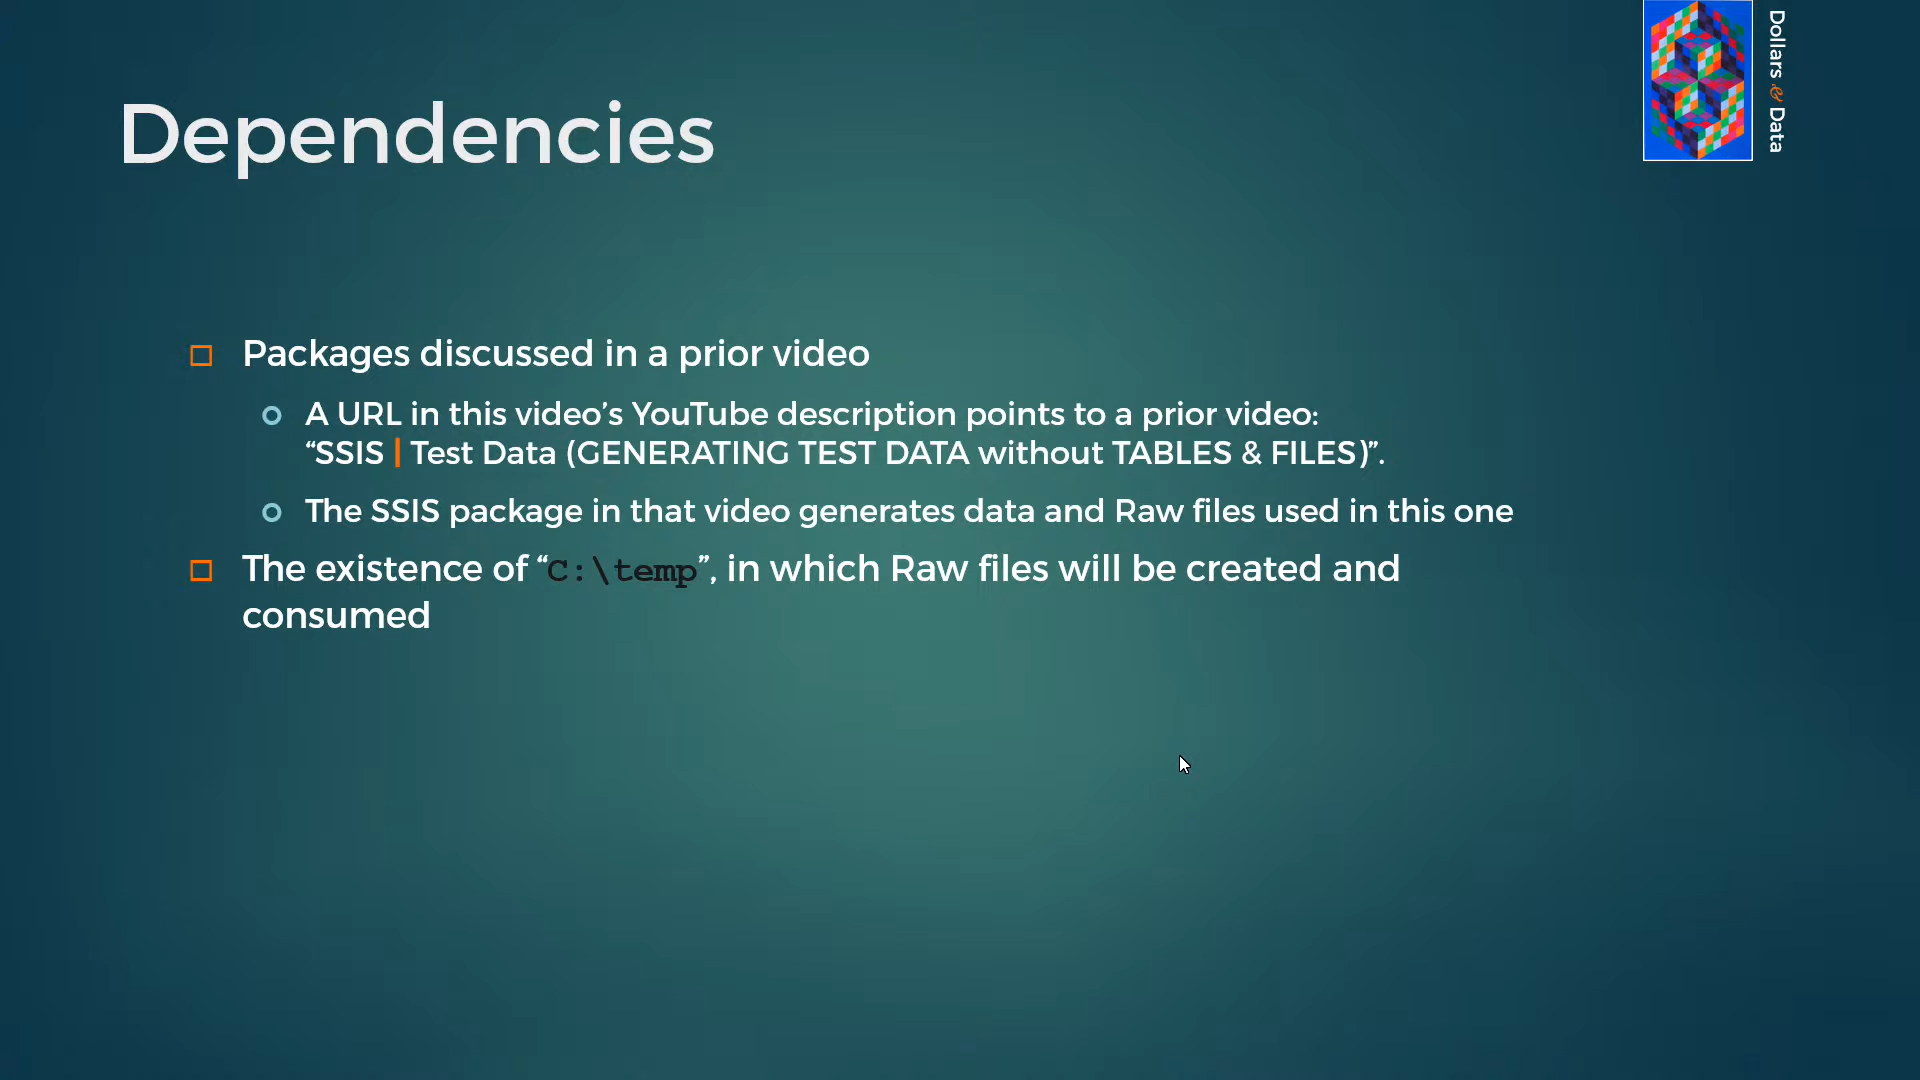 Dollars & Data
Dependencies
Packages discussed in a prior video
A URL in this video’s YouTube description points to a prior video:
“SSIS | Test Data (GENERATING TEST DATA without TABLES & FILES)”.
The SSIS package in that video generates data and Raw files used in this one
The existence of “C:\temp”, in which Raw files will be created and
consumed